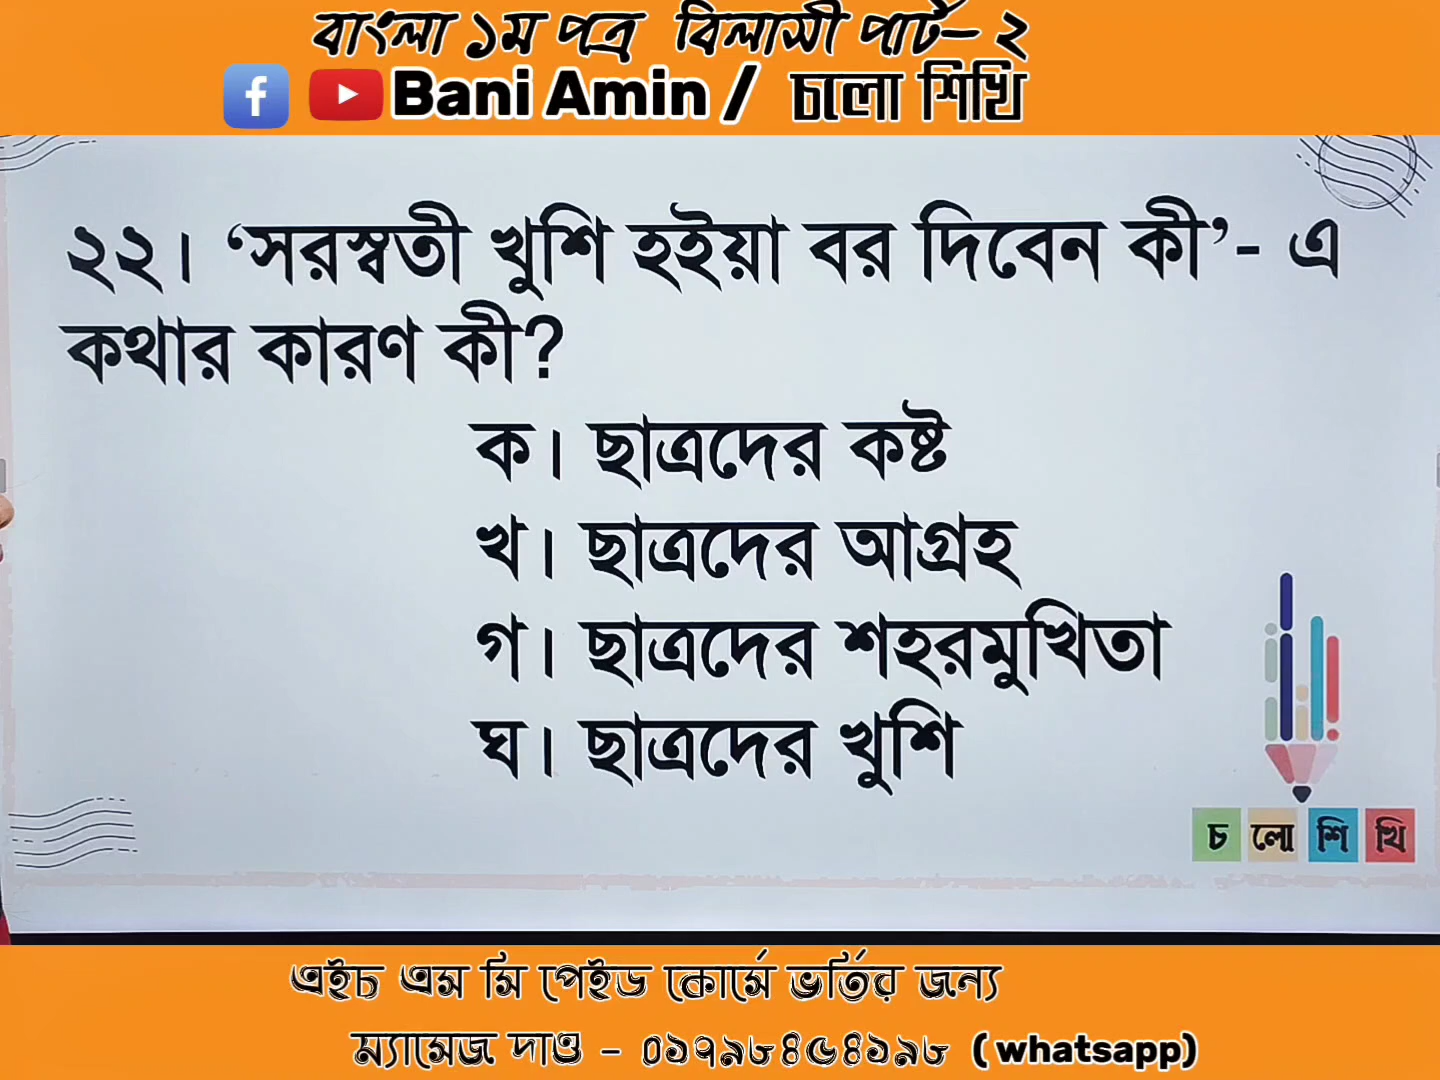 বাংলা ১ম পত্র বিলাসী পার্ট- ২
Bani Amin / চলো শিখি
২২। ‘সরস্বতী খুশি হইয়া বর দিবেন কী’- এ
কথার কারণ কী?
ক। ছাত্রদের কষ্ট
খ। ছাত্রদের আগ্রহ
গ। ছাত্রদের শহরমুখিতা
ঘ। ছাত্রদের খুশি
চ লো শি খি
এইচ এস সি পেইড কোর্সে ভর্তির জন্য
ম্যাসেজ দাও - ০১৭৯৮৪৬৪১৯৮ (whatsapp)